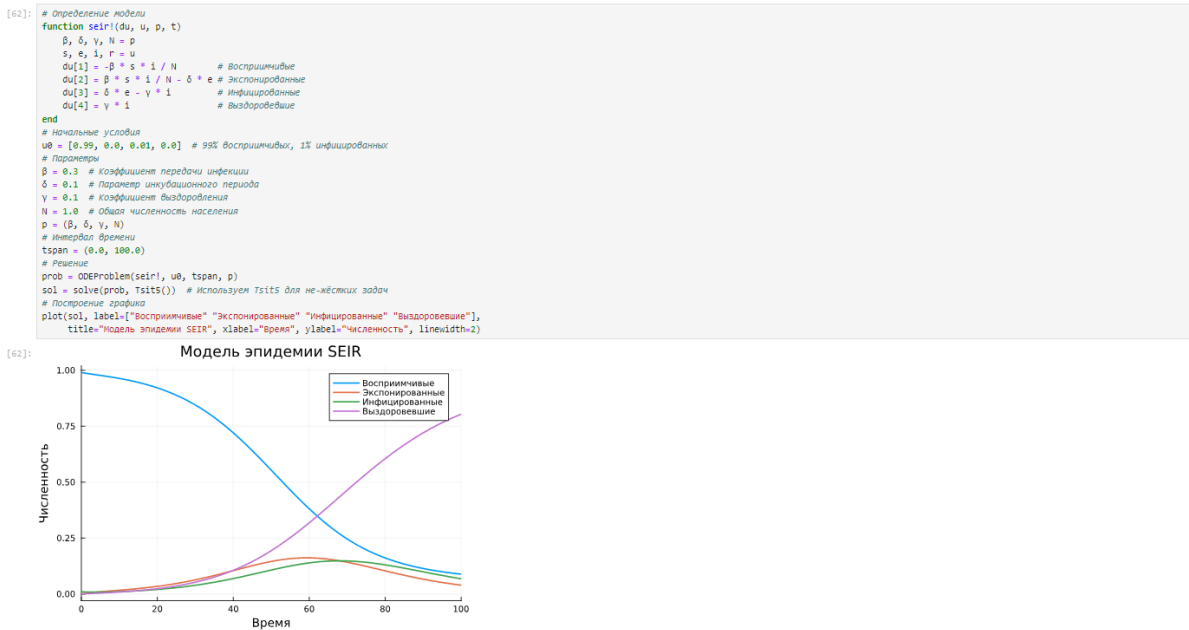 [62]:
# Определение модели
function seir!(du, u, p, t)
β, δ, γ, N = p
s, e, i, r = u
du[1] = -β * s * i / N # Восприимчивые
du[2] = β * s * i / N - δ * e # Экспонированные
du[3] = δ * e - γ * i # Инфицированные
du[4] = γ * i # Выздоровевшие
end
# Начальные условия
u0 = [0.99, 0.0, 0.01, 0.0] # 99% восприимчивых, 1% инфицированных
# Параметры
β = 0.3 # Коэффициент передачи инфекции
δ = 0.1 # Параметр инкубационного периода
γ = 0.1 # Коэффициент выздоровления
N = 1.0 # Общая численность населения
p = (β, δ, γ, N)
# Интервал времени
tspan = (0.0, 100.0)
# Решение
prob = ODEProblem(seir!, u0, tspan, p)
sol = solve(prob, Tsit5()) # Используем Tsit5 для не-жёстких задач
# Построение графика
plot(sol, label=["Восприимчивые" "Экспонированные" "Инфицированные" "Выздоровевшие"],
title="Модель эпидемии SEIR", xlabel="Время", ylabel="Численность", linewidth=2)
[62]:
Модель эпидемии SEIR
1.00
0.75
0.50
0.25
0.00
Численность
Восприимчивые
Экспонированные
Инфицированные
Выздоровевшие
0 20 40 60 80 100
Время